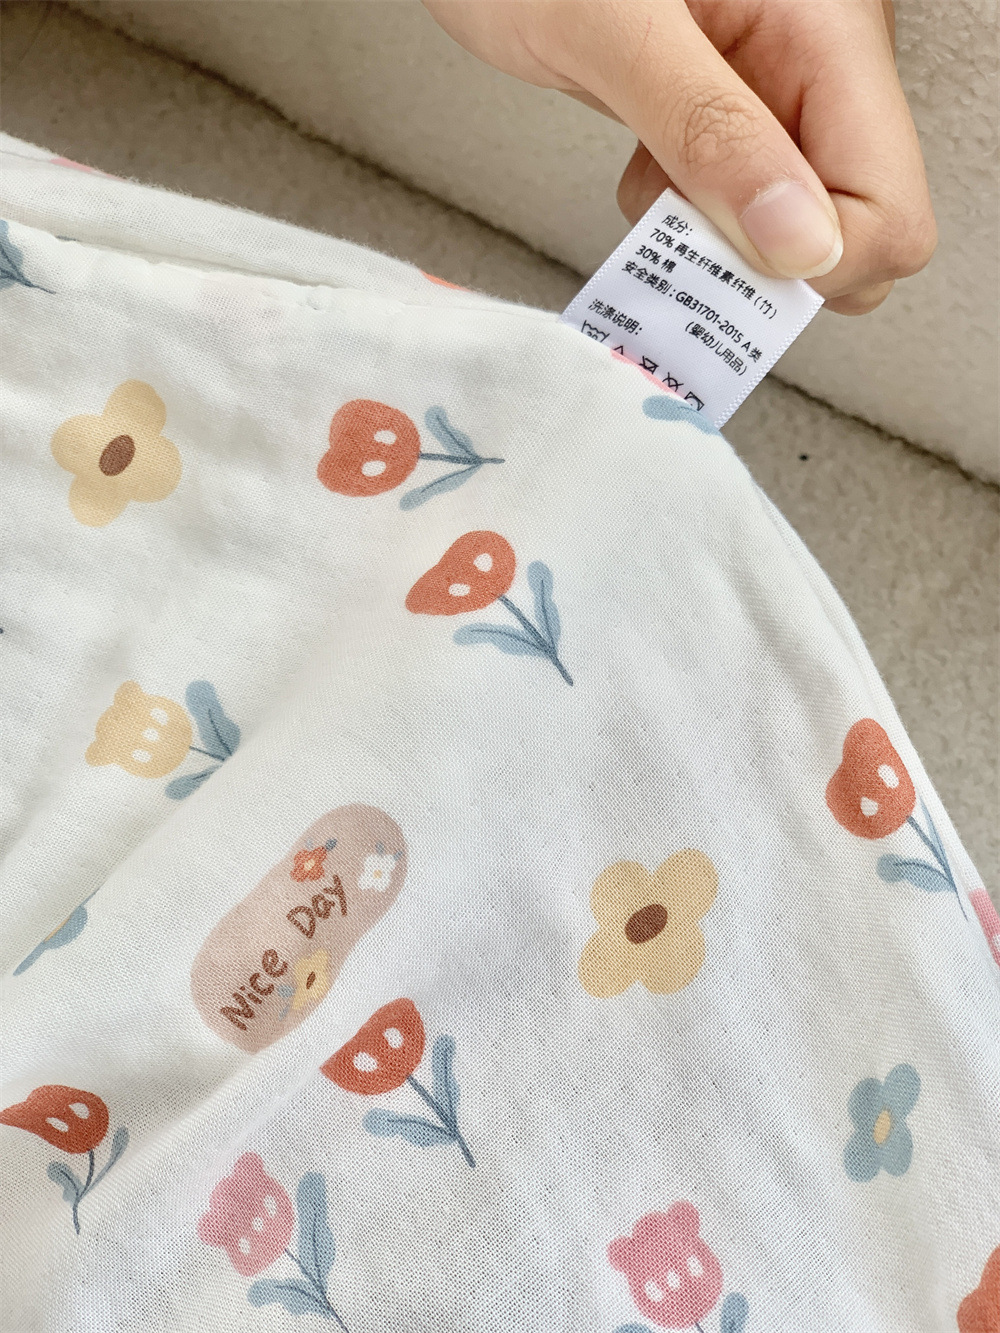 成分：
70% 再生纤维素纤维（竹）
30% 棉
安全类别：GB31701-2015 A 类
（婴幼儿用品）
洗涤说明：
Nice Day